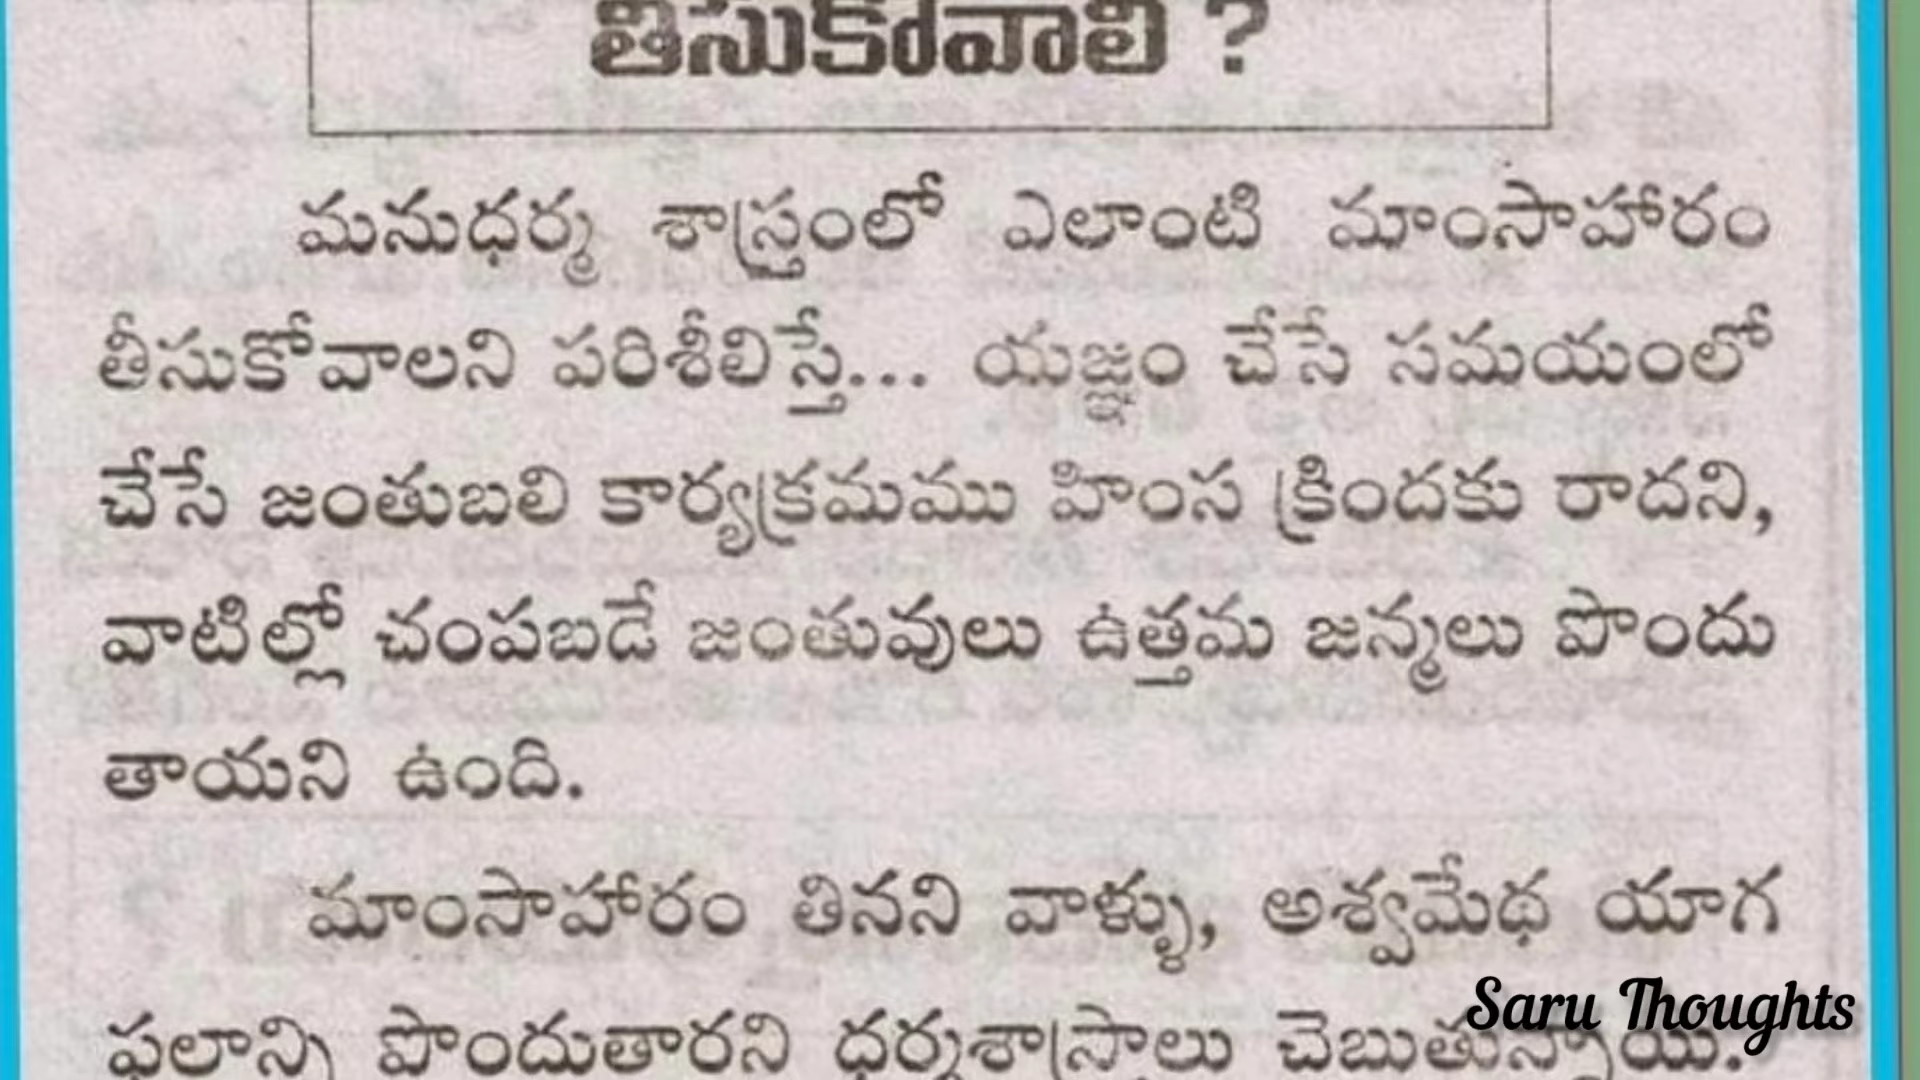 తీసుకోవాలి ?
మనుధర్మ శాస్త్రంలో ఎలాంటి మాంసాహారం
తీసుకోవాలని పరిశీలిస్తే... యజ్ఞం చేసే సమయంలో
చేసే జంతుబలి కార్యక్రమము హింస క్రిందకు రాదని,
వాటిల్లో చంపబడే జంతువులు ఉత్తమ జన్మలు పొందు
తాయని ఉంది.
మాంసాహారం తినని వాళ్ళు, అశ్వమేథ యాగ
ఫలాన్ని పొందుతారని ధర్మశాస్త్రాలు చెబుతున్నాయి.
Saru Thoughts